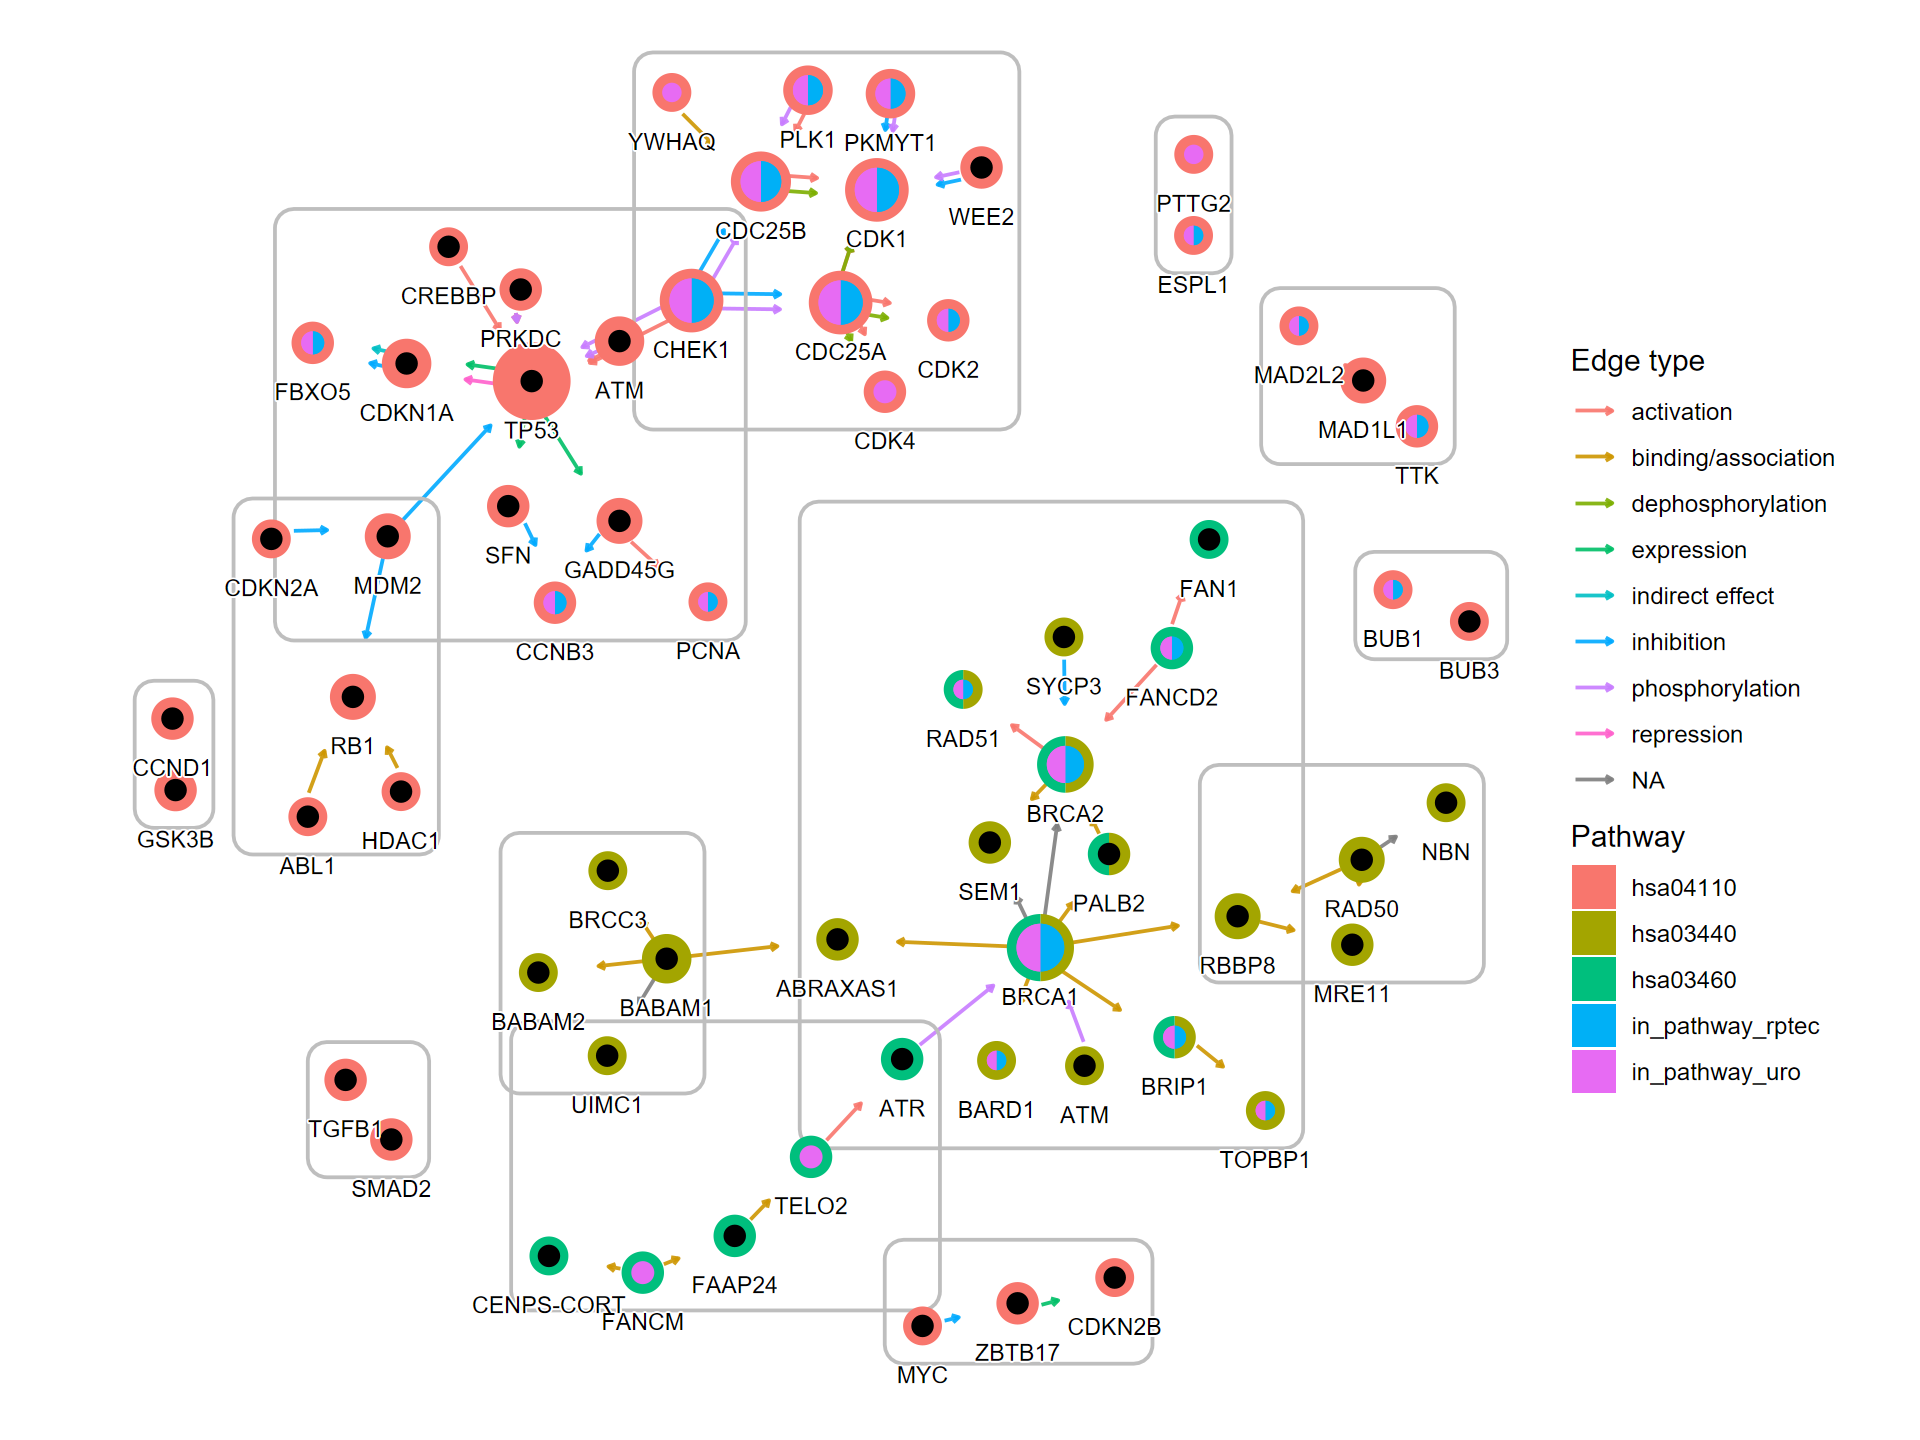 YWHAQ
PLK1
PKMYT1
WEE2
CDC25B
CDK1
PTTG2
ESPL1
CREBBP
PRKDC
CHEK1
CDC25A
CDK2
CDK4
FBXO5
CDKN1A
TP53
ATM
MAD2L2
MAD1L1
TTK
SFN
GADD45G
CDKN2A
MDM2
CCNB3
PCNA
FAN1
BUB1
BUB3
SYCP3
FANCD2
RAD51
RB1
CCND1
GSK3B
ABL1
HDAC1
BRCA2
SEM1
PALB2
NBN
RAD50
RBBP8
MRE11
BRCC3
BABAM2
BABAM1
UIMC1
ABRAXAS1
BRCA1
ATR
BARD1
ATM
BRIP1
TOPBP1
TGFB1
SMAD2
TELO2
FAAP24
CENPS-CORT
FANCM
MYC
ZBTB17
CDKN2B
Edge type
activation
binding/association
dephosphorylation
expression
indirect effect
inhibition
phosphorylation
repression
NA
Pathway
hsa04110
hsa03440
hsa03460
in_pathway_rptec
in_pathway_uro